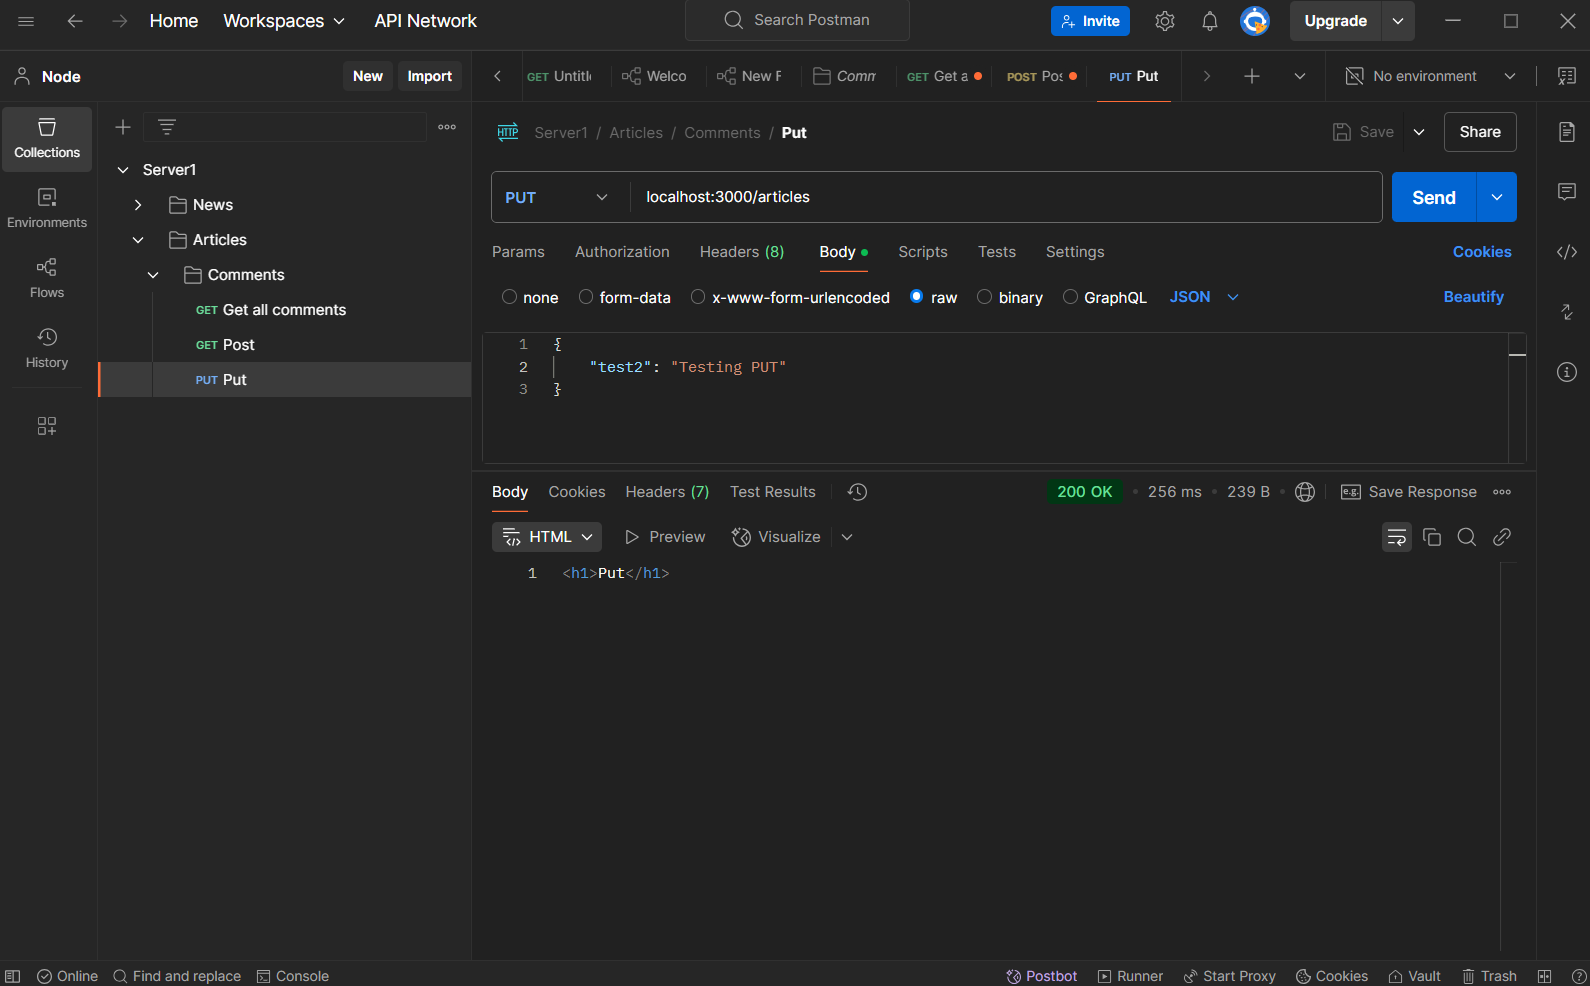 Home Workspaces API Network Search Postman Invite Upgrade
Node New Import GET Untitl Welco New F Comm GET Get a POST Pos PUT Put No environment
Collections
Environments
Flows
History
Server1
News
Articles
Comments
GET Get all comments
GET Post
PUT Put
HTTP Server1 / Articles / Comments / Put Save Share
PUT localhost:3000/articles Send
Params Authorization Headers (8) Body Scripts Tests Settings Cookies
none form-data x-www-form-urlencoded raw binary GraphQL JSON Beautify
1 {
2 "test2": "Testing PUT"
3 }
Body Cookies Headers (7) Test Results 200 OK 256 ms 239 B e.g. Save Response
HTML Preview Visualize
1 <h1>Put</h1>
Online Find and replace Console Postbot Runner Start Proxy Cookies Vault Trash